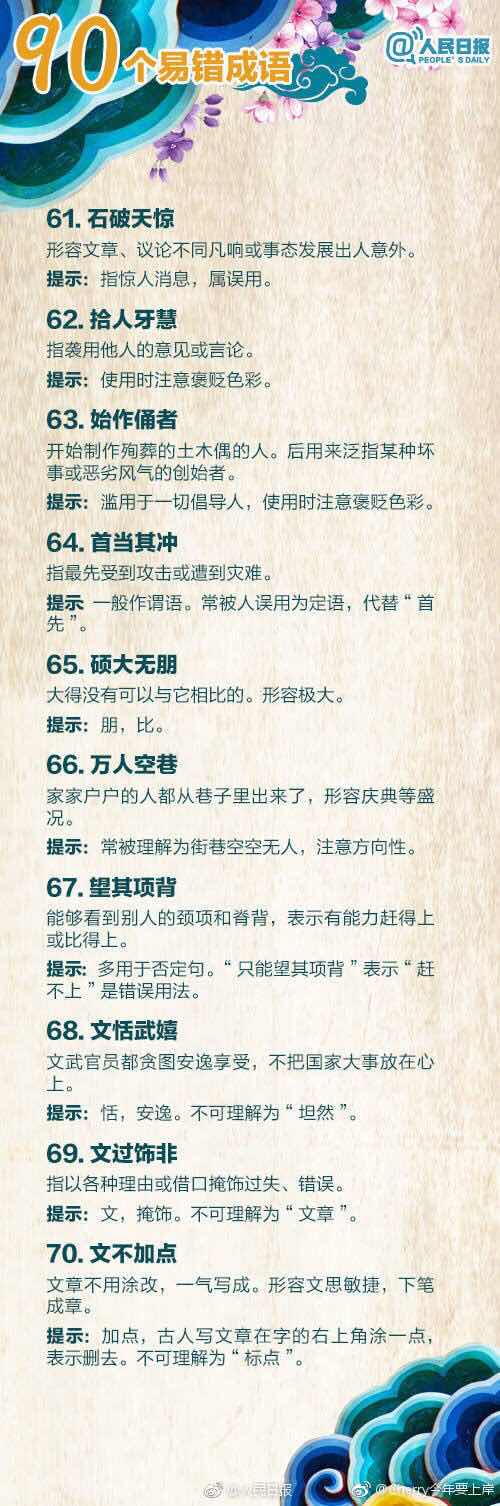 90个易错成语
@人民日报
PEOPLE'S DAILY
61. 石破天惊
形容文章、议论不同凡响或事态发展出人意外。
提示：指惊人消息，属误用。
62. 拾人牙慧
指袭用他人的意见或言论。
提示：使用时注意褒贬色彩。
63. 始作俑者
开始制作殉葬的土木偶的人。后用来泛指某种坏
事或恶劣风气的创始者。
提示：滥用于一切倡导人，使用时注意褒贬色彩。
64. 首当其冲
指最先受到攻击或遭到灾难。
提示 一般作谓语。常被人误用为定语，代替“首
先”。
65. 硕大无朋
大得没有可以与它相比的。形容极大。
提示：朋，比。
66. 万人空巷
家家户户的人都从巷子里出来了，形容庆典等盛
况。
提示：常被理解为街巷空空无人，注意方向性。
67. 望其项背
能够看到别人的颈项和脊背，表示有能力赶得上
或比得上。
提示：多用于否定句。“只能望其项背”表示“赶
不上”是错误用法。
68. 文恬武嬉
文武官员都贪图安逸享受，不把国家大事放在心
上。
提示：恬，安逸。不可理解为“坦然”。
69. 文过饰非
指以各种理由或借口掩饰过失、错误。
提示：文，掩饰。不可理解为“文章”。
70. 文不加点
文章不用涂改，一气写成。形容文思敏捷，下笔
成章。
提示：加点，古人写文章在字的右上角涂一点，
表示删去。不可理解为“标点”。
@人民日报
@Cherry今年要上岸